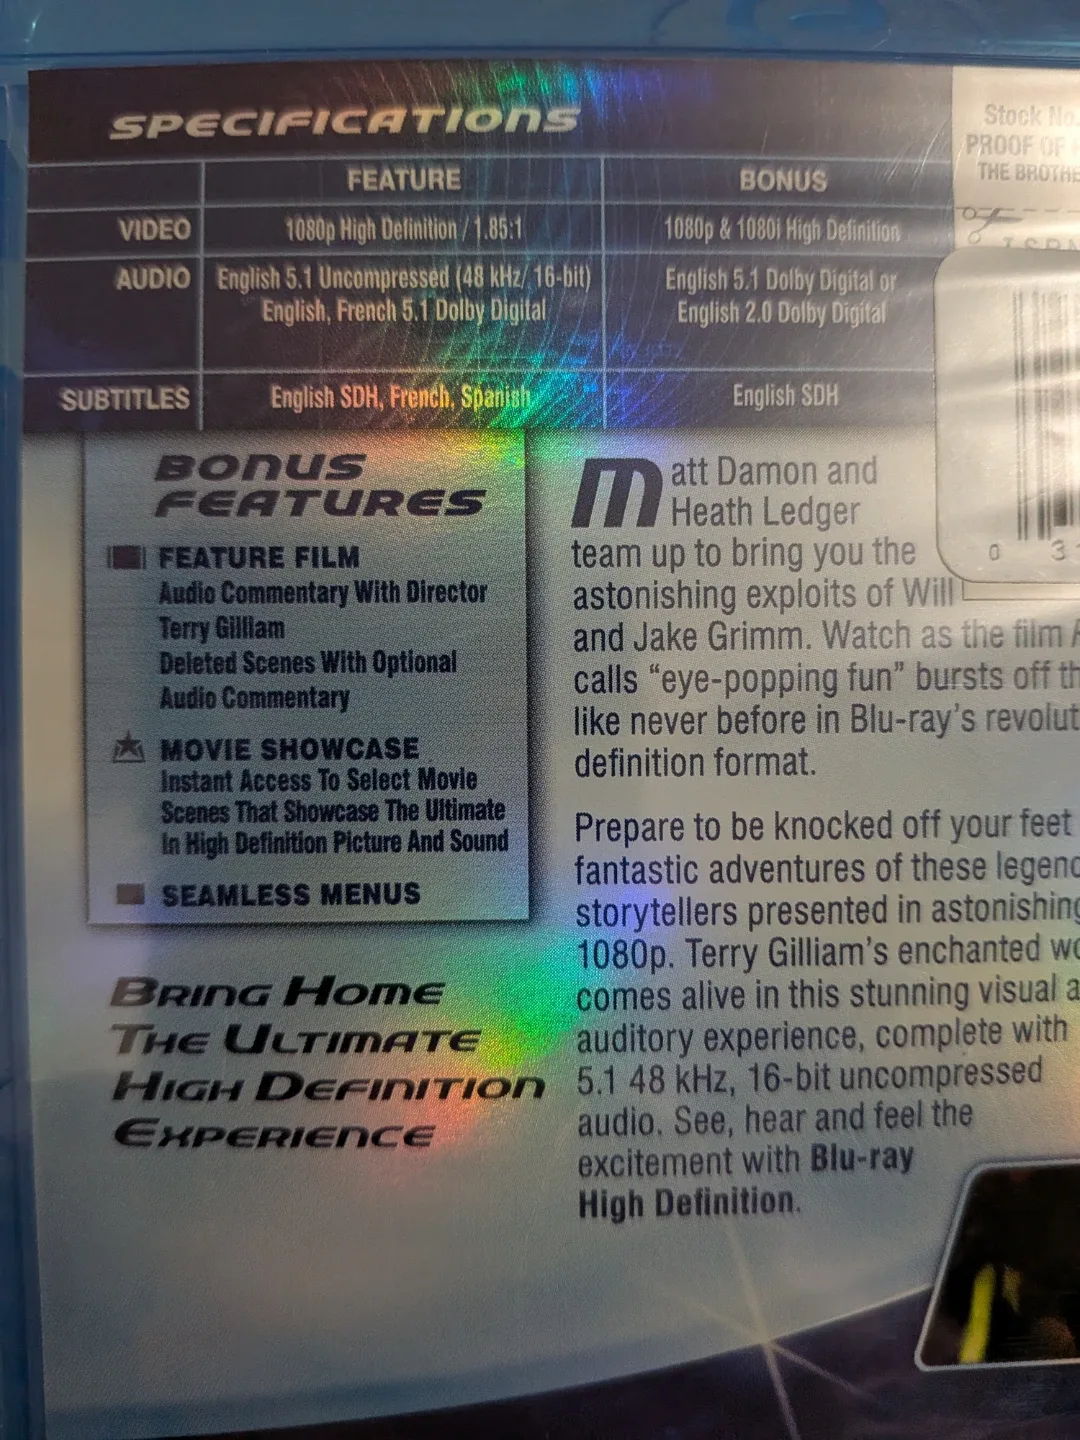 SPECIFICATIONS
FEATURE BONUS
VIDEO 1080p High Definition / 1.85:1 1080p & 1080i High Definition
AUDIO English 5.1 Uncompressed (48 kHz/ 16-bit) English 5.1 Dolby Digital or
English, French 5.1 Dolby Digital English 2.0 Dolby Digital
SUBTITLES English SDH, French, Spanish English SDH
Stock No.
PROOF OF
THE BROTHE
0 3
BONUS
FEATURES
FEATURE FILM
Audio Commentary With Director
Terry Gilliam
Deleted Scenes With Optional
Audio Commentary
MOVIE SHOWCASE
Instant Access To Select Movie
Scenes That Showcase The Ultimate
In High Definition Picture And Sound
SEAMLESS MENUS
BRING HOME
THE ULTIMATE
HIGH DEFINITION
EXPERIENCE
Matt Damon and
Heath Ledger
team up to bring you the
astonishing exploits of Will
and Jake Grimm. Watch as the film
calls “eye-popping fun” bursts off th
like never before in Blu-ray’s revolut
definition format.
Prepare to be knocked off your feet
fantastic adventures of these legend
storytellers presented in astonishing
1080p. Terry Gilliam’s enchanted wo
comes alive in this stunning visual a
auditory experience, complete with
5.1 48 kHz, 16-bit uncompressed
audio. See, hear and feel the
excitement with Blu-ray
High Definition.